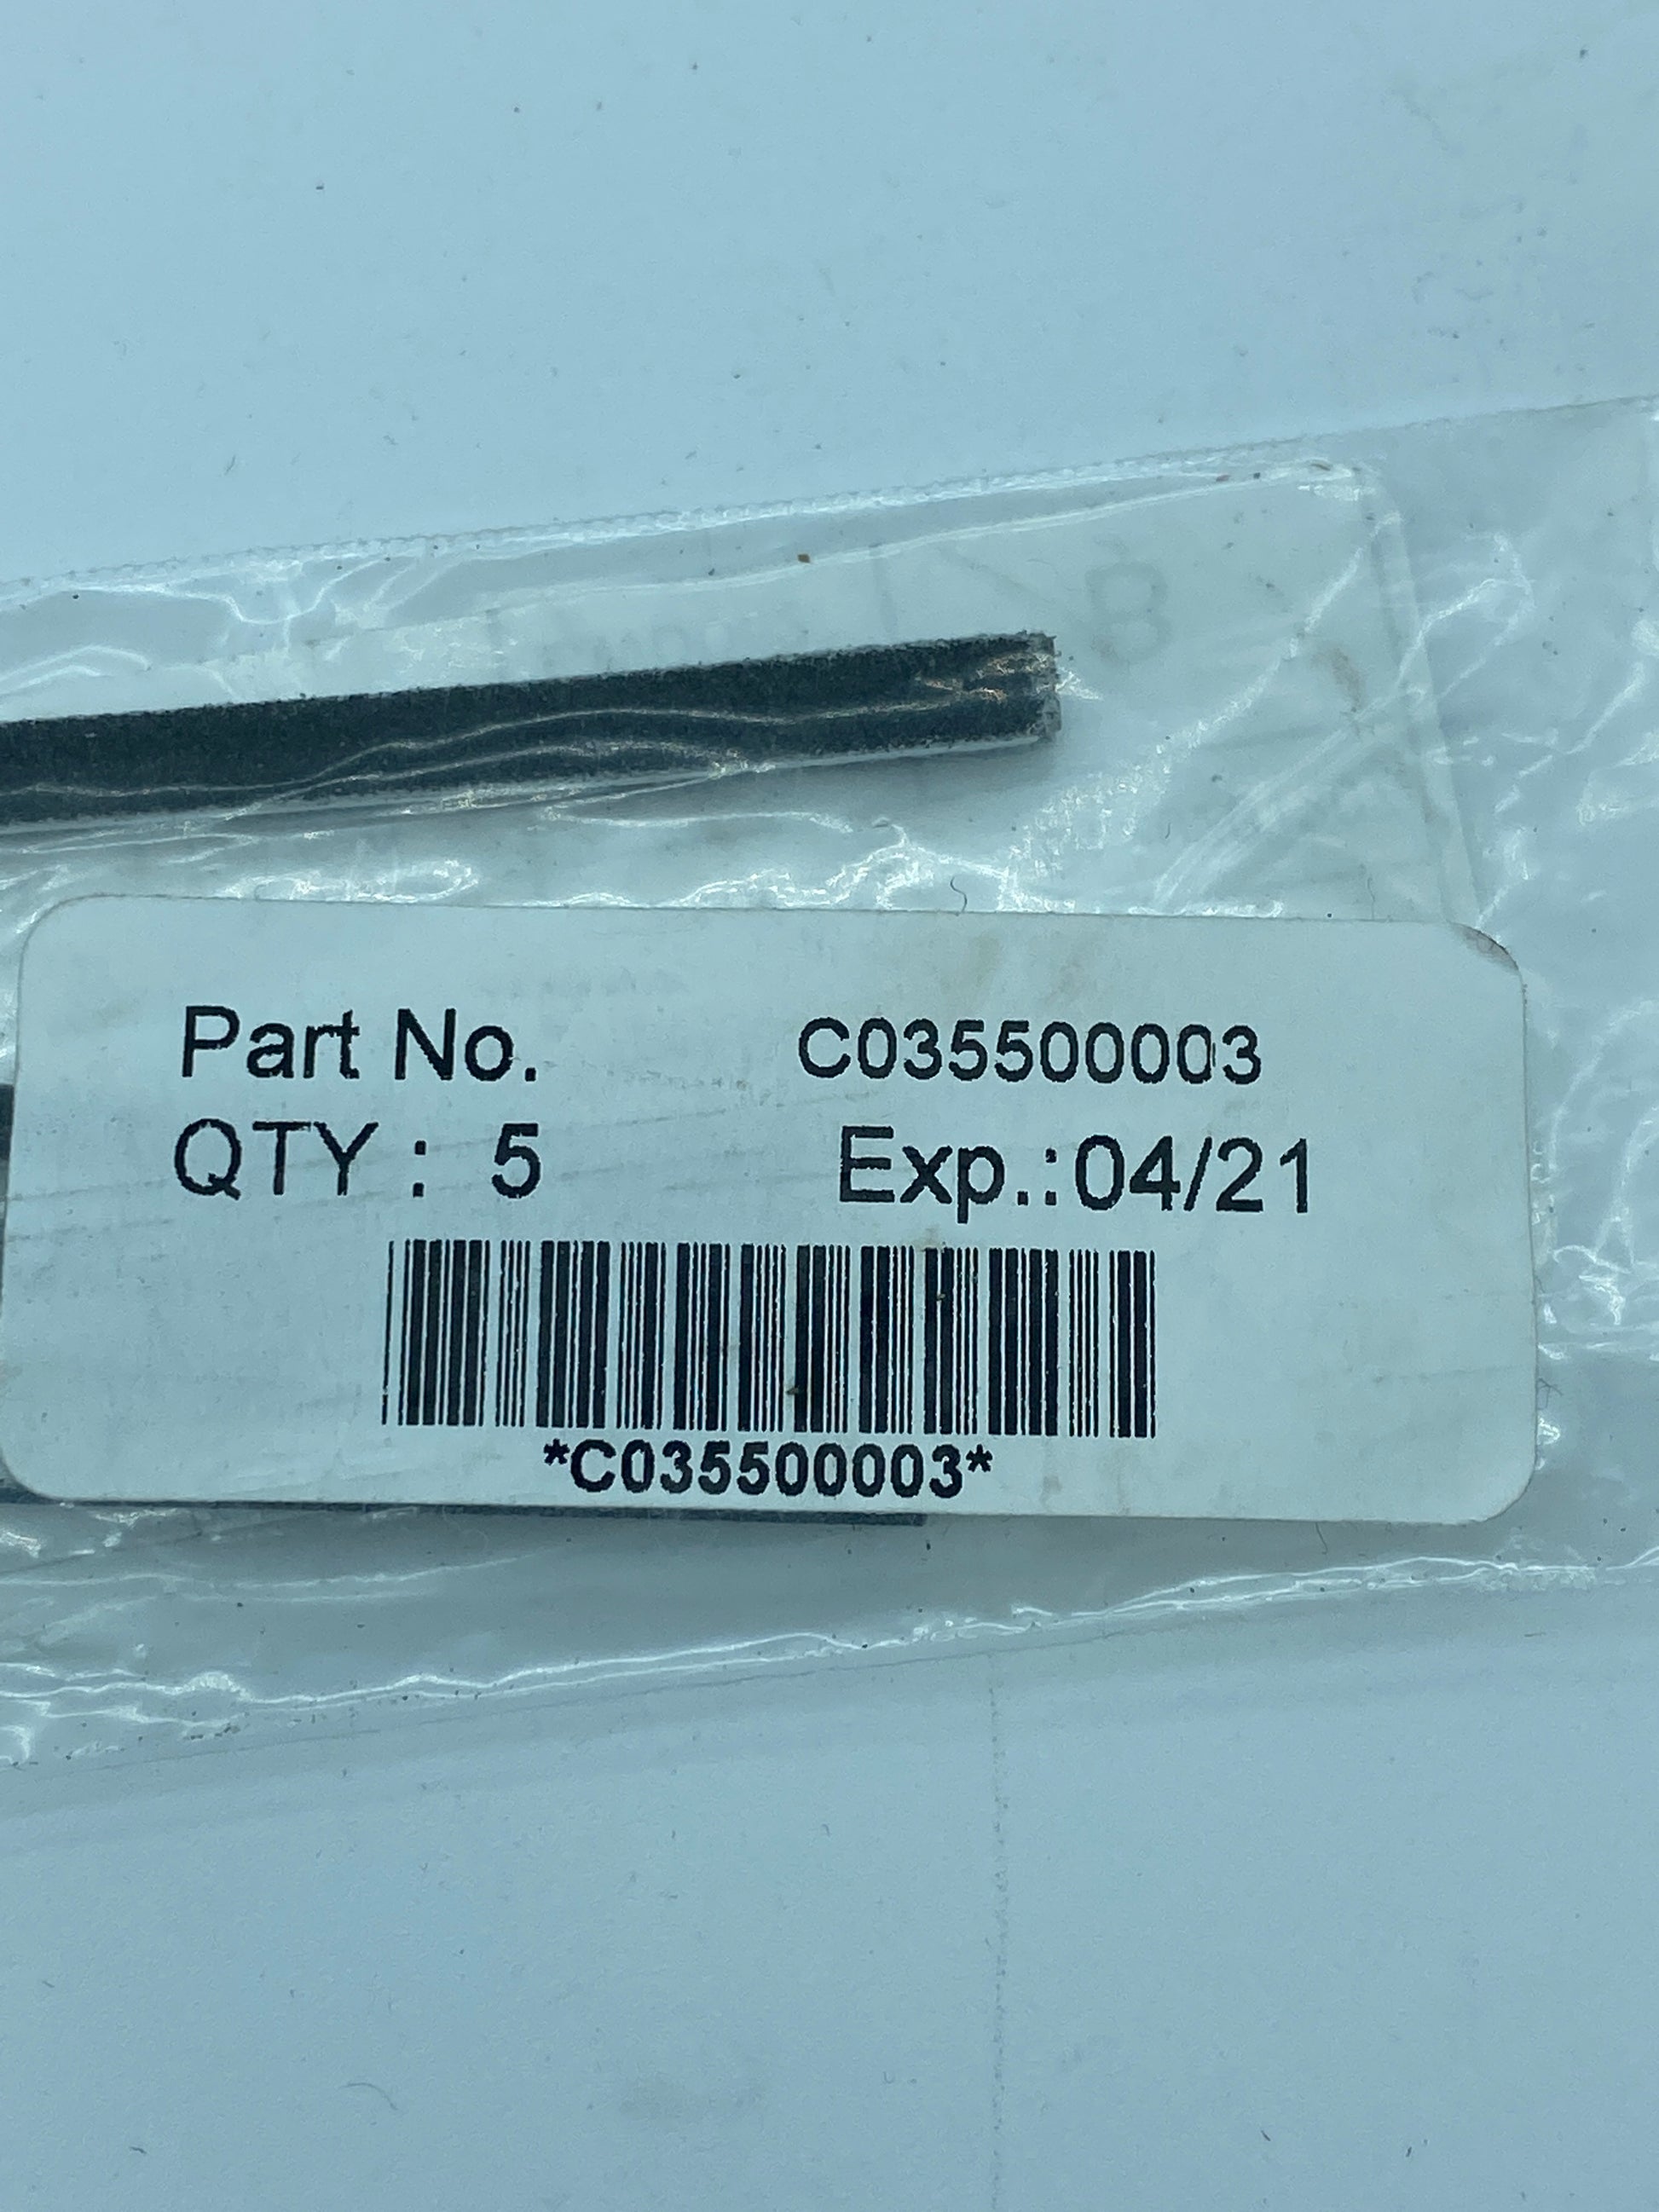 Part No. C035500003
QTY : 5 Exp.:04/21
*C035500003*